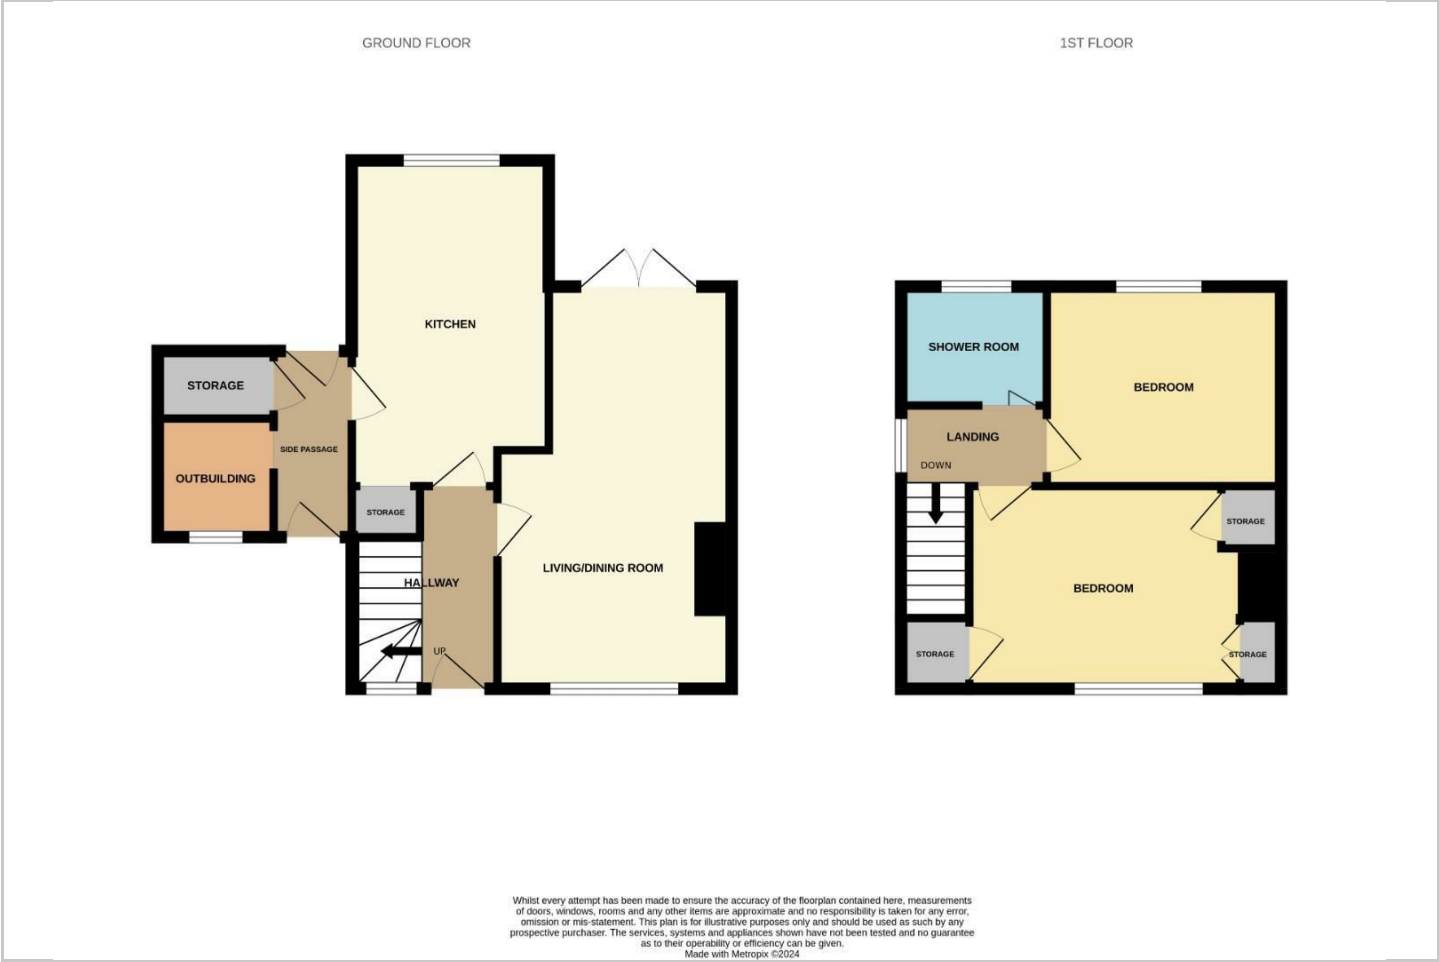 GROUND FLOOR
1ST FLOOR
KITCHEN
STORAGE
SIDE PASSAGE
OUTBUILDING
STORAGE
HALLWAY
LIVING/DINING ROOM
UP
SHOWER ROOM
BEDROOM
LANDING
DOWN
STORAGE
BEDROOM
STORAGE
STORAGE
Whilst every attempt has been made to ensure the accuracy of the floorplan contained here, measurements
of doors, windows, rooms and any other items are approximate and no responsibility is taken for any error,
omission or mis-statement. This plan is for illustrative purposes only and should be used as such by any
prospective purchaser. The services, systems and appliances shown have not been tested and no guarantee
as to their operability or efficiency can be given.
Made with Metropix ©2024